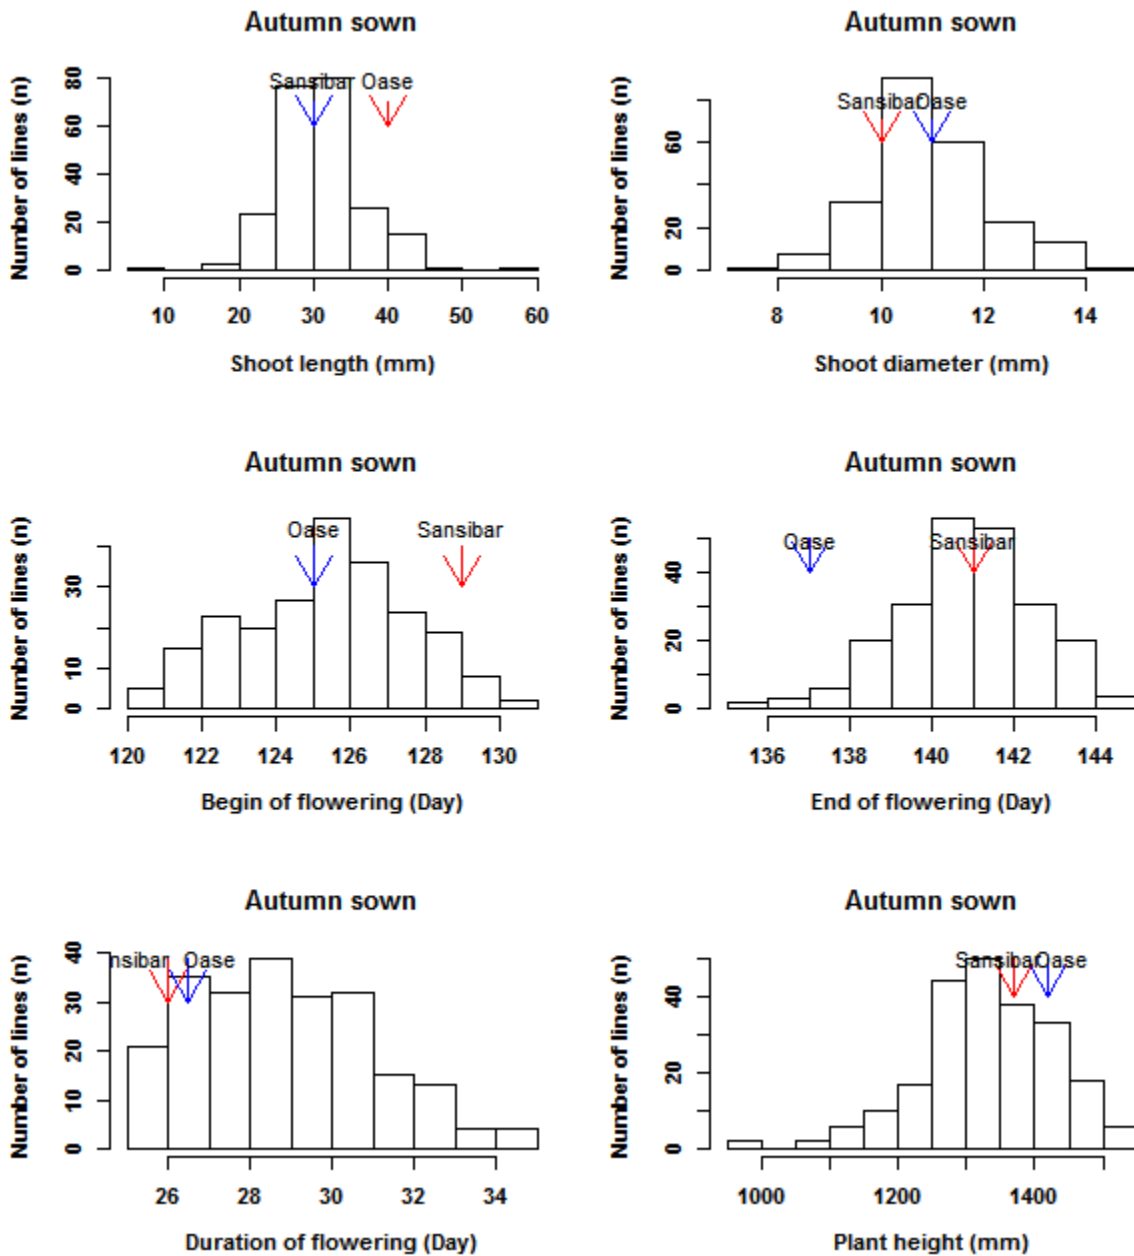 Autumn sown
Number of lines (n)
80
60
40
20
0
Sansibar Oase
10 20 30 40 50 60
Shoot length (mm)
Autumn sown
Number of lines (n)
60
20
0
Sansibar Oase
8 10 12 14
Shoot diameter (mm)
Autumn sown
Number of lines (n)
30
10
0
Oase Sansibar
120 122 124 126 128 130
Begin of flowering (Day)
Autumn sown
Number of lines (n)
40
20
0
Oase Sansibar
136 138 140 142 144
End of flowering (Day)
Autumn sown
Number of lines (n)
40
30
20
10
0
nsibar Oase
26 28 30 32 34
Duration of flowering (Day)
Autumn sown
Number of lines (n)
40
20
0
Sansibar Oase
1000 1200 1400
Plant height (mm)